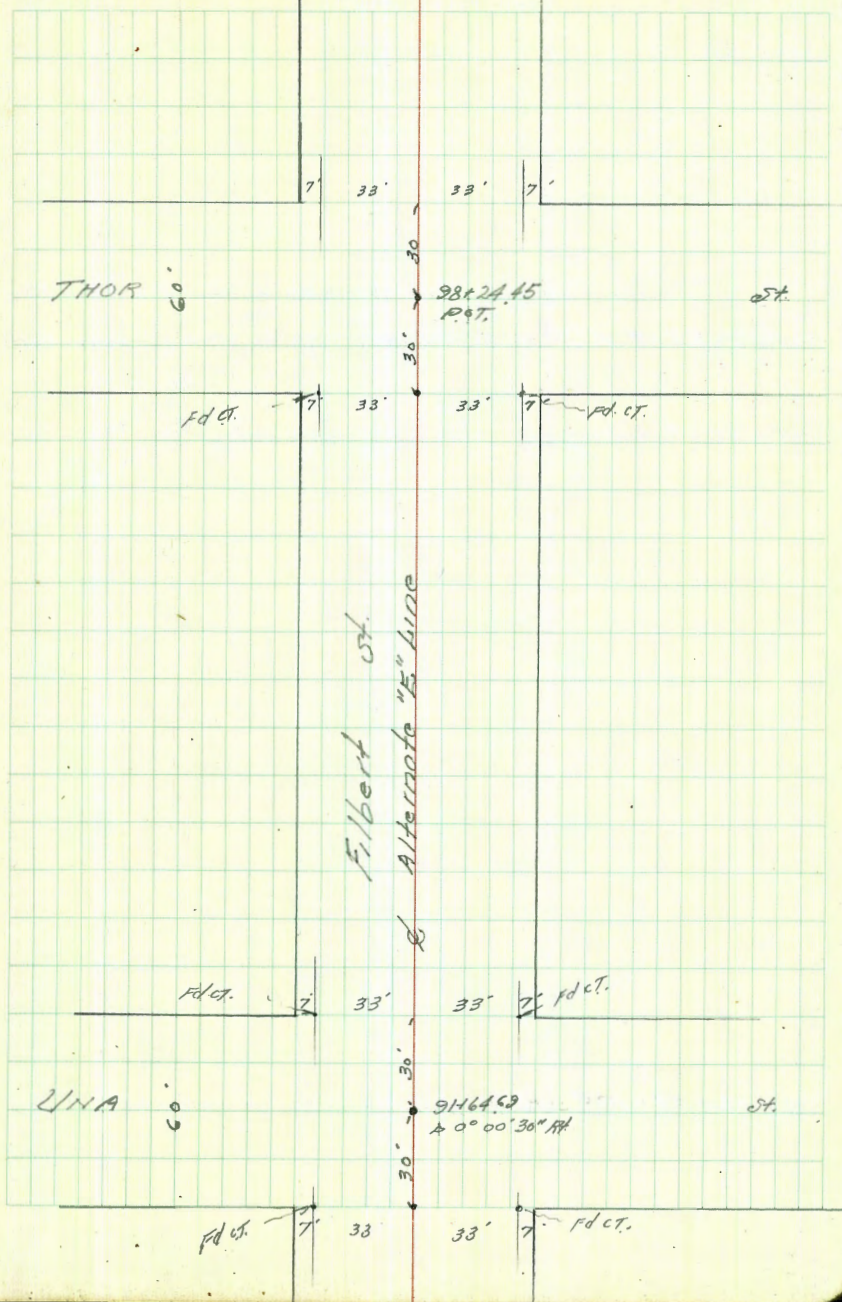 7' 33' 33' 7'
30
THOR 60' 98+24.45 St.
P.O.T.
30'
Fd CT. 7' 33' 33' 7 Fd. CT.
Filbert St.
℄ Alternate "E" Line
Fd CT. 7' 33' 33' 7' Fd CT.
30'
UNA 60' 91+64.69 St.
Δ 0° 00' 30" Rt.
30'
Fd CT. 7' 33 33' 7 Fd CT.